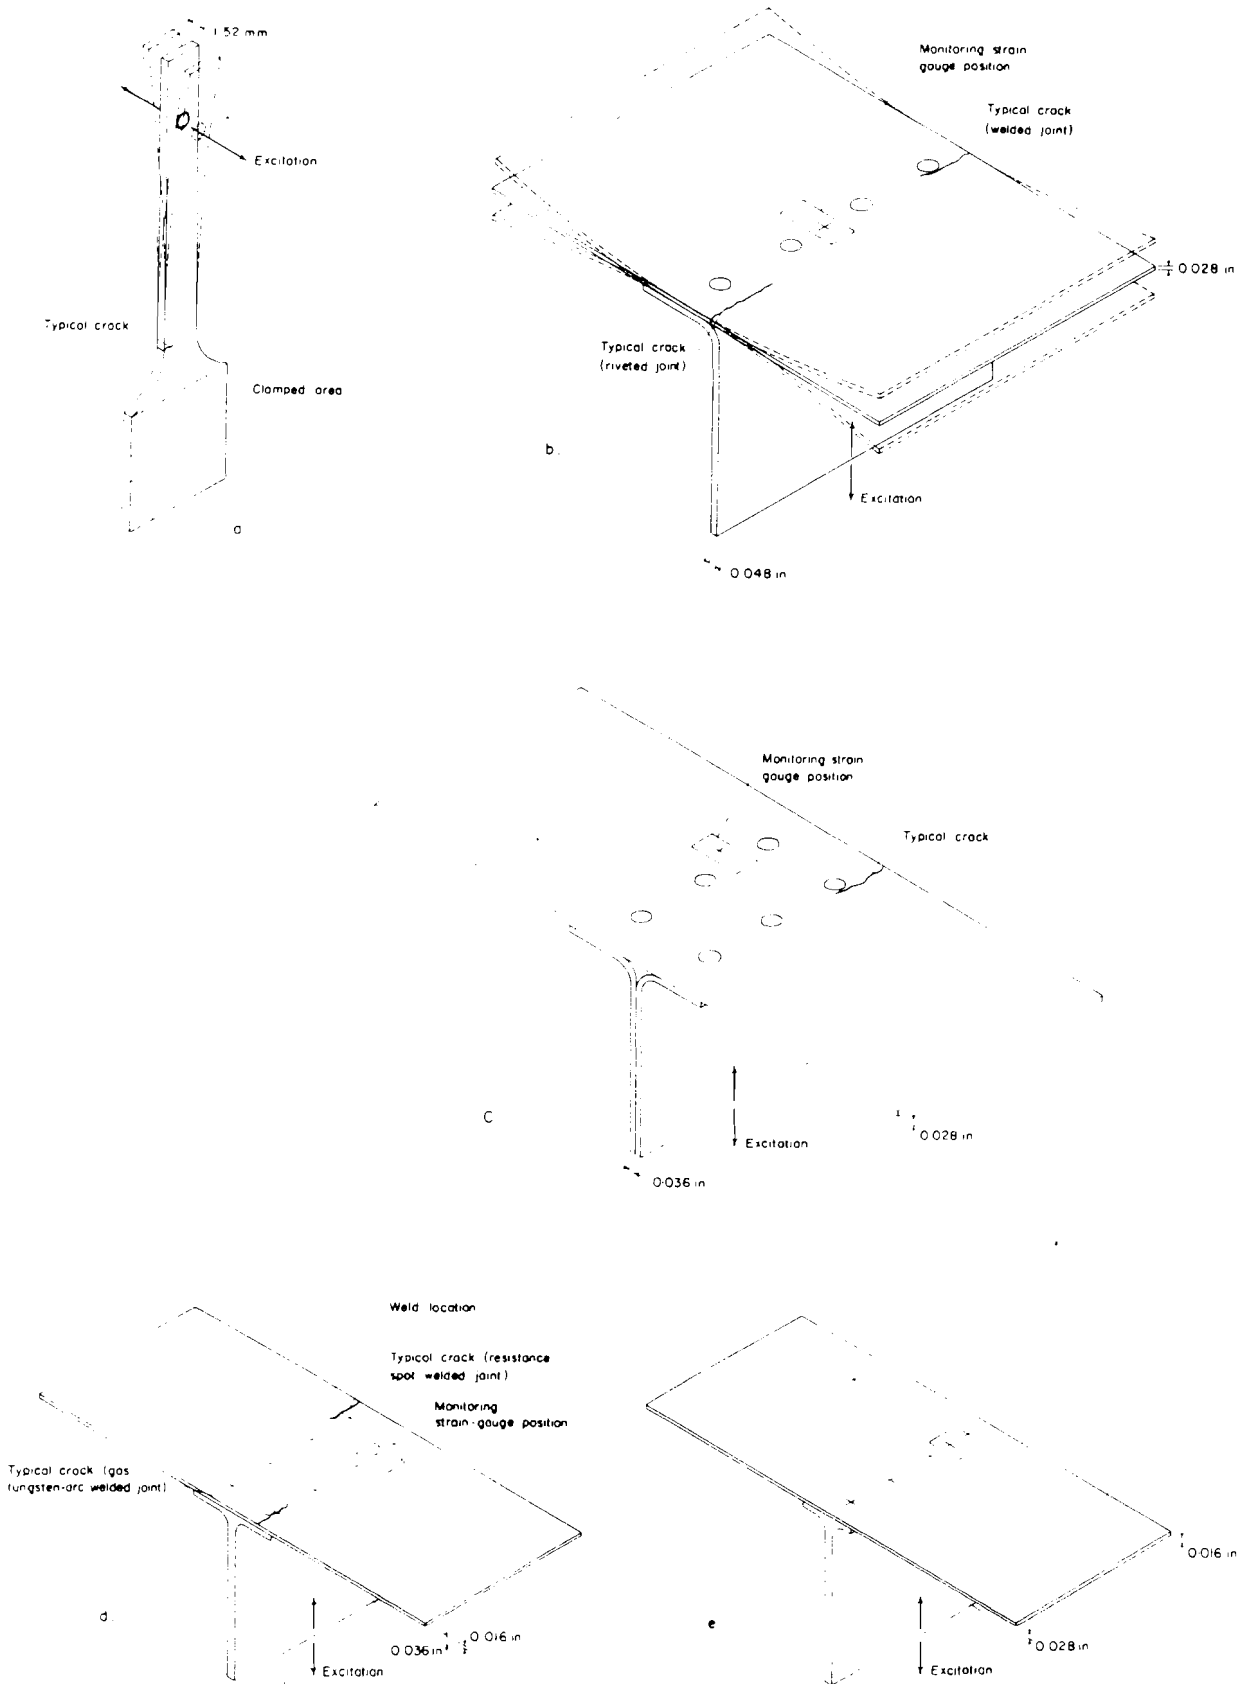 1.52 mm
Excitation
Typical crack
Clamped area
a
Monitoring strain
gauge position
Typical crack
(welded joint)
0.028 in
Typical crack
(riveted joint)
b.
Excitation
0.048 in
Monitoring strain
gauge position
Typical crack
C
Excitation
0.028 in
0.036 in
Weld location
Typical crack (resistance
spot welded joint)
Monitoring
strain-gauge position
Typical crack (gas
tungsten-arc welded joint)
d.
0.036 in
0.016 in
Excitation
e
0.016 in
0.028 in
Excitation